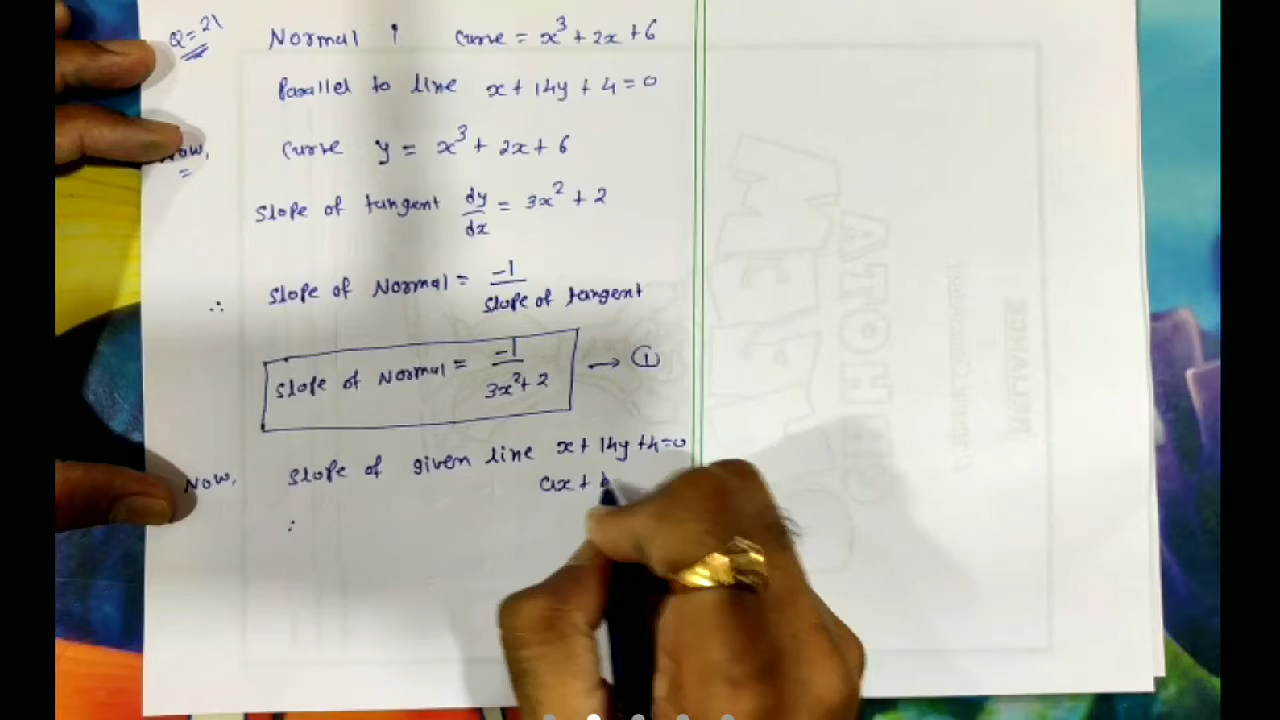 Q=21
Normal ? Curve = x³ + 2x + 6
Parallel to line x + 14y + 4 = 0
Now, Curve y = x³ + 2x + 6
Slope of tangent dy/dx = 3x² + 2
∴ Slope of Normal = -1/Slope of tangent
Slope of Normal = -1/3x²+2 → ①
Now, Slope of given line x + 14y + 4 = 0
ax + b
: